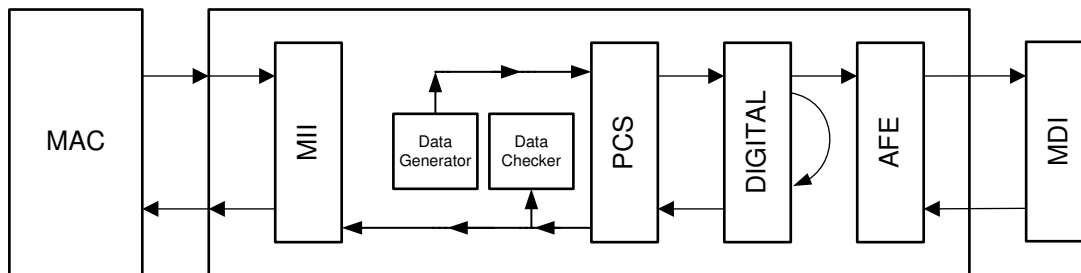 MAC
MII
Data
Generator
Data
Checker
PCS
DIGITAL
AFE
MDI